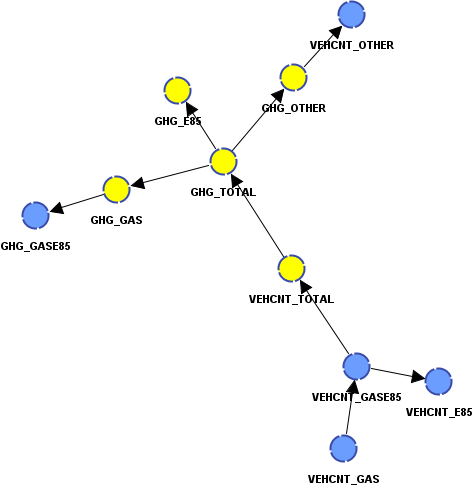 VEHCNT_OTHER
GHG_OTHER
GHG_E85
GHG_TOTAL
GHG_GAS
GHG_GASE85
VEHCNT_TOTAL
VEHCNT_GASE85
VEHCNT_E85
VEHCNT_GAS